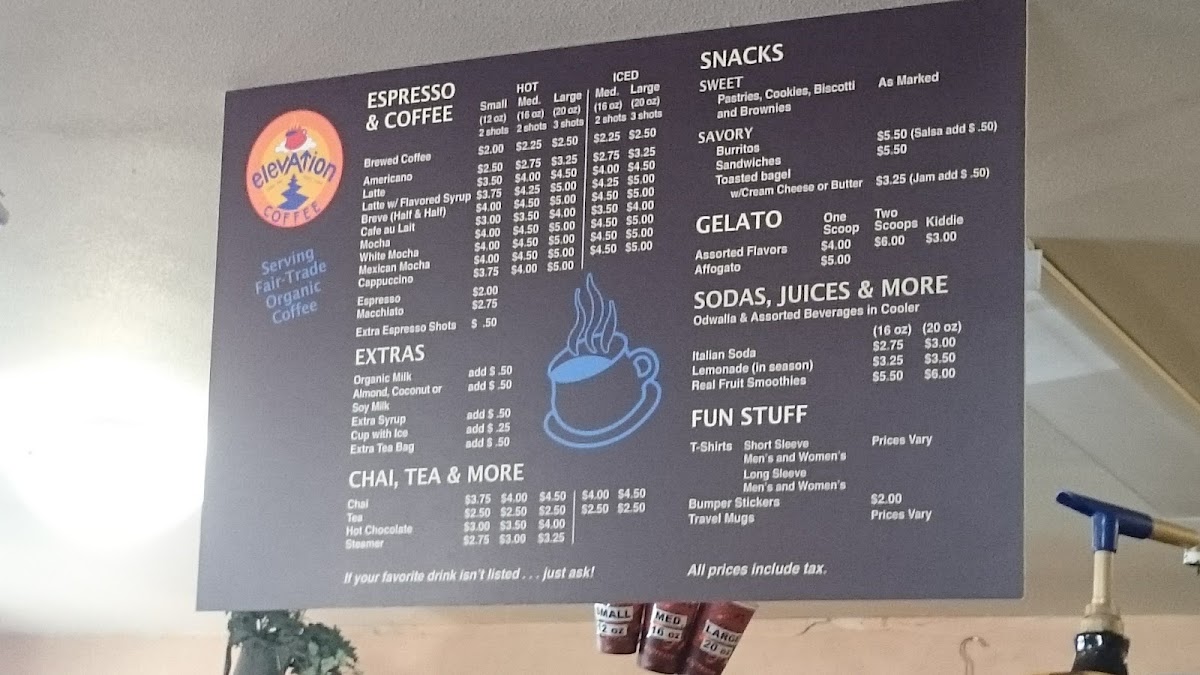 elevation
COFFEE
Serving
Fair-Trade
Organic
Coffee
ESPRESSO
& COFFEE
HOT
ICED
Small Med. Large Med. Large
(12 oz) (16 oz) (20 oz) (16 oz) (20 oz)
2 shots 2 shots 3 shots 2 shots 3 shots
Brewed Coffee $2.00 $2.25 $2.50 $2.25 $2.50
Americano $2.50 $2.75 $3.25 $2.75 $3.25
Latte $3.50 $4.00 $4.50 $4.00 $4.50
Latte w/ Flavored Syrup $3.75 $4.25 $5.00 $4.25 $5.00
Breve (Half & Half) $4.00 $4.50 $5.00 $4.50 $5.00
Cafe au Lait $3.00 $3.50 $4.00 $3.50 $4.00
Mocha $4.00 $4.50 $5.00 $4.50 $5.00
White Mocha $4.00 $4.50 $5.00 $4.50 $5.00
Mexican Mocha $4.00 $4.50 $5.00 $4.50 $5.00
Cappuccino $3.75 $4.00 $5.00
Espresso $2.00
Macchiato $2.75
Extra Espresso Shots $ .50
EXTRAS
Organic Milk add $ .50
Almond, Coconut or add $ .50
Soy Milk
Extra Syrup add $ .50
Cup with Ice add $ .25
Extra Tea Bag add $ .50
CHAI, TEA & MORE
Chai $3.75 $4.00 $4.50 $4.00 $4.50
Tea $2.50 $2.50 $2.50 $2.50 $2.50
Hot Chocolate $3.00 $3.50 $4.00
Steamer $2.75 $3.00 $3.25
If your favorite drink isn't listed . . . just ask!
SNACKS
SWEET
Pastries, Cookies, Biscotti As Marked
and Brownies
SAVORY
Burritos $5.50 (Salsa add $ .50)
Sandwiches $5.50
Toasted bagel
w/Cream Cheese or Butter $3.25 (Jam add $ .50)
GELATO
One Scoop
Two Scoops
Kiddie
Assorted Flavors $4.00 $6.00 $3.00
Affogato $5.00
SODAS, JUICES & MORE
Odwalla & Assorted Beverages in Cooler
(16 oz) (20 oz)
Italian Soda $2.75 $3.00
Lemonade (in season) $3.25 $3.50
Real Fruit Smoothies $5.50 $6.00
FUN STUFF
T-Shirts Short Sleeve Prices Vary
Men's and Women's
Long Sleeve
Men's and Women's
Bumper Stickers $2.00
Travel Mugs Prices Vary
All prices include tax.
SMALL
12 oz
MED
16 oz
LARGE
20 oz